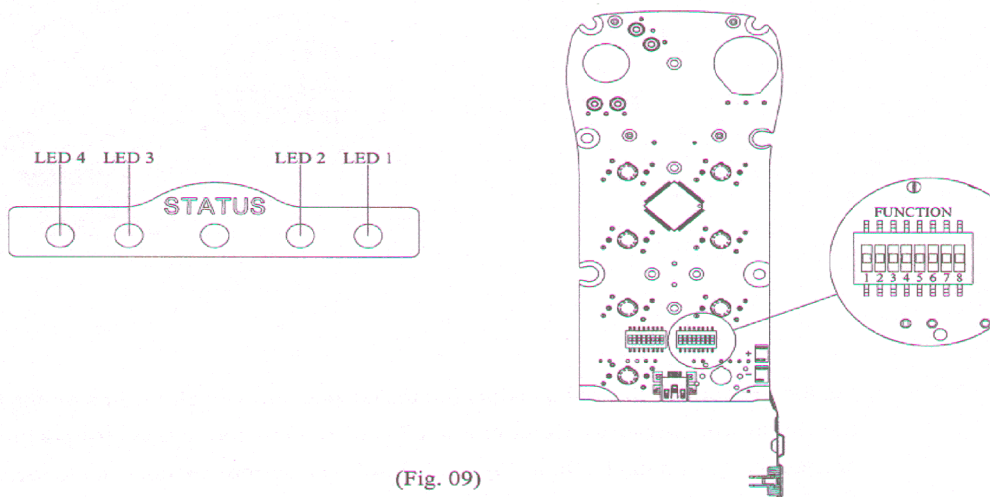 LED 4 LED 3 LED 2 LED 1
STATUS
FUNCTION
1 2 3 4 5 6 7 8
+
-
(Fig. 09)